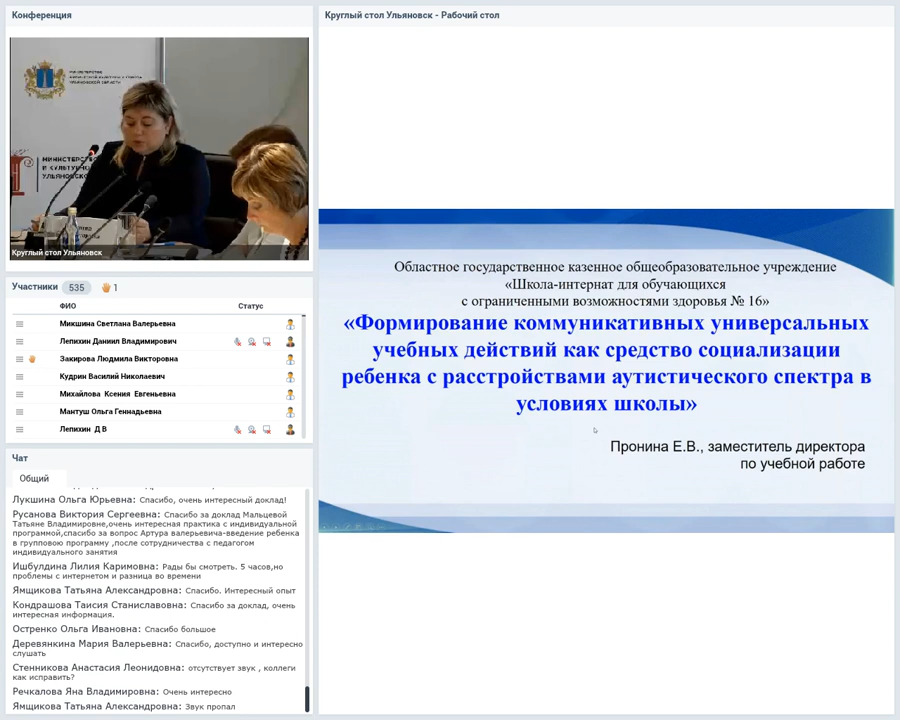 Конференция
МИНИСТЕРСТВО
МИНИСТЕРСТВО
И КУЛЬТУРНО
УЛЬЯНОВСКО
Круглый стол Ульяновск
Участники 535 1
ФИО Статус
Микшина Светлана Валерьевна
Лепихин Даниил Владимирович
Закирова Людмила Викторовна
Кудрин Василий Николаевич
Михайлова Ксения Евгеньевна
Мантуш Ольга Геннадьевна
Лепихин Д В
Чат
Общий
Лукшина Ольга Юрьевна: Спасибо, очень интересный доклад!
Русанова Виктория Сергеевна: Спасибо за доклад Мальцевой
Татьяне Владимировне,очень интересная практика с индивидуальной
программой,спасибо за вопрос Артура валерьевича-введение ребенка
в групповою программу ,после сотрудничества с педагогом
индивидуального занятия
Ишбулдина Лилия Каримовна: Рады бы смотреть. 5 часов,но
проблемы с интернетом и разница во времени
Ямщикова Татьяна Александровна: Спасибо. Интересный опыт
Кондрашова Таисия Станиславовна: Спасибо за доклад, очень
интересная информация.
Остренко Ольга Ивановна: Спасибо большое
Деревянкина Мария Валерьевна: Спасибо, доступно и интересно
слушать
Стенникова Анастасия Леонидовна: отсутствует звук , коллеги
как исправить?
Речкалова Яна Владимировна: Очень интересно
Ямщикова Татьяна Александровна: Звук пропал
Круглый стол Ульяновск - Рабочий стол
Областное государственное казенное общеобразовательное учреждение
«Школа-интернат для обучающихся
с ограниченными возможностями здоровья № 16»
«Формирование коммуникативных универсальных
учебных действий как средство социализации
ребенка с расстройствами аутистического спектра в
условиях школы»
Пронина Е.В., заместитель директора
по учебной работе